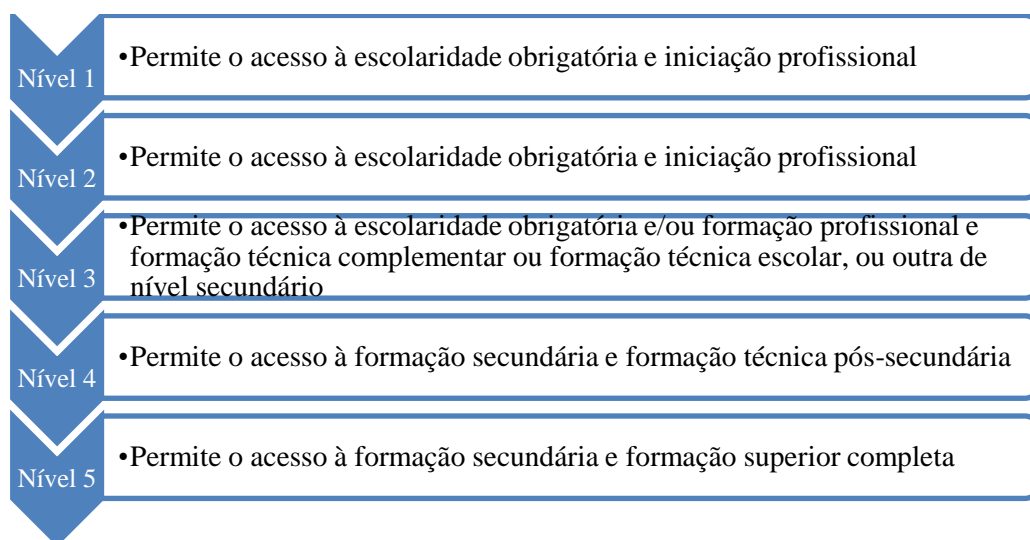 Nível 1
•Permite o acesso à escolaridade obrigatória e iniciação profissional
Nível 2
•Permite o acesso à escolaridade obrigatória e iniciação profissional
Nível 3
•Permite o acesso à escolaridade obrigatória e/ou formação profissional e
formação técnica complementar ou formação técnica escolar, ou outra de
nível secundário
Nível 4
•Permite o acesso à formação secundária e formação técnica pós-secundária
Nível 5
•Permite o acesso à formação secundária e formação superior completa